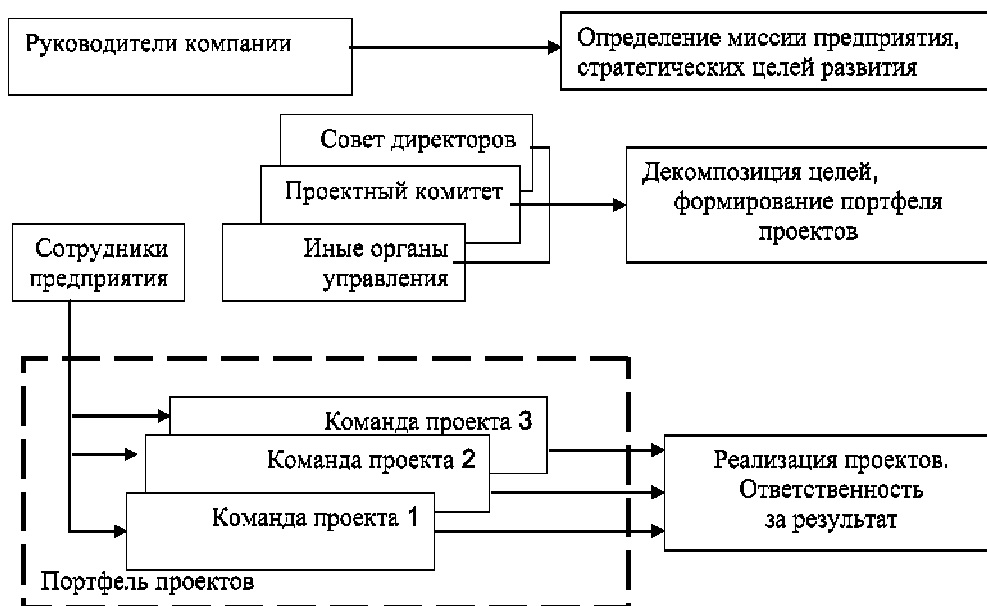 Руководители компании
Определение миссии предприятия,
стратегических целей развития
Совет директоров
Проектный комитет
Иные органы
управления
Декомпозиция целей,
формирование портфеля
проектов
Сотрудники
предприятия
Команда проекта 3
Команда проекта 2
Команда проекта 1
Реализация проектов.
Ответственность
за результат
Портфель проектов